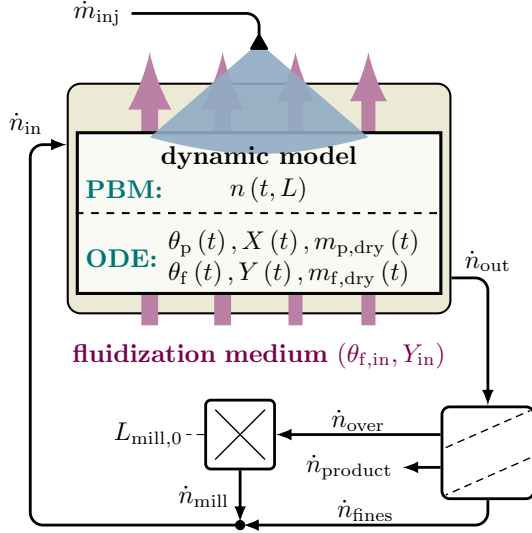 ṁ_inj
ṅ_in
dynamic model
PBM: n (t, L)
ODE: θ_p (t) , X (t) , m_p,dry (t)
θ_f (t) , Y (t) , m_f,dry (t)
ṅ_out
fluidization medium (θ_f,in, Y_in)
L_mill,0
ṅ_over
ṅ_product
ṅ_mill
ṅ_fines